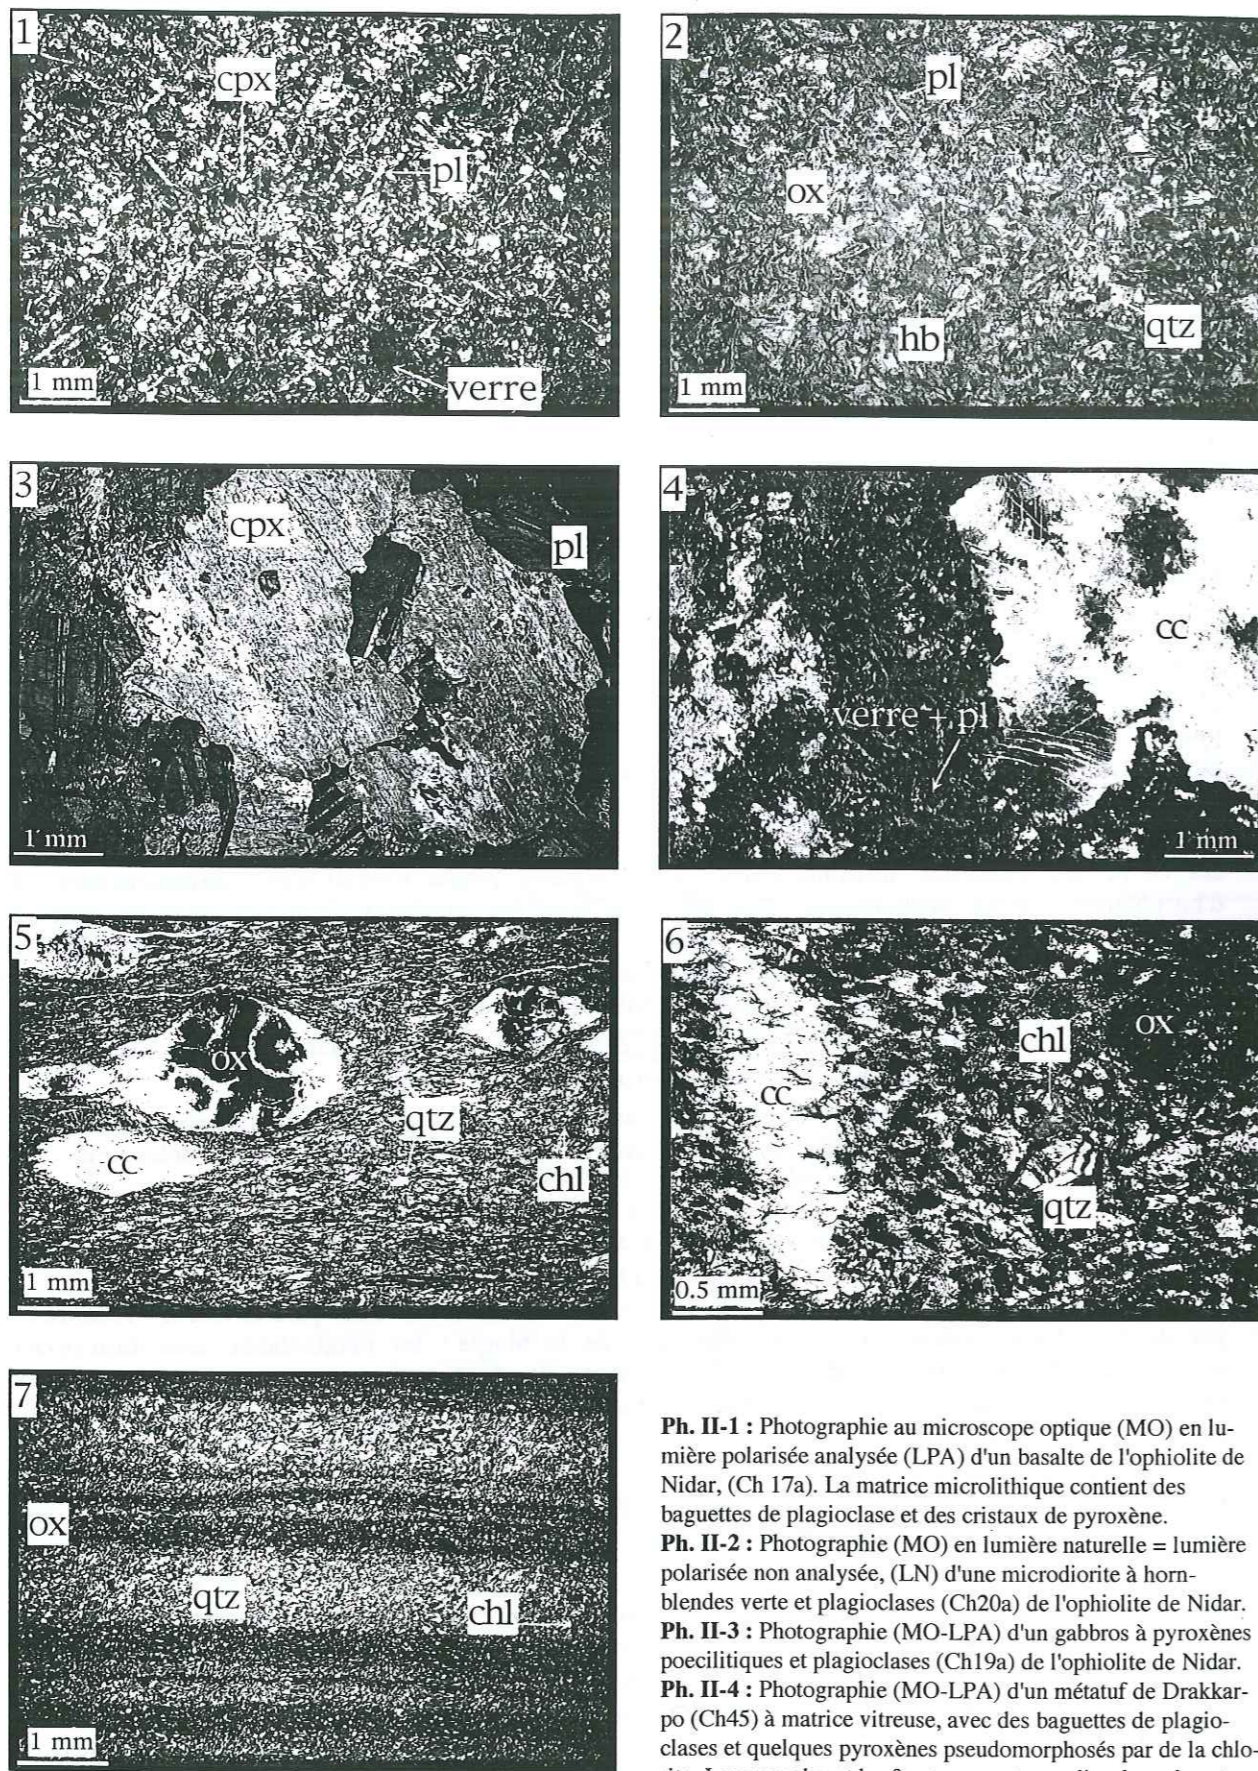 1
cpx
pl
1 mm
verre
2
pl
ox
hb
qtz
1 mm
3
cpx
pl
1 mm
4
cc
verre + pl
1 mm
5
ox
qtz
cc
chl
1 mm
6
ox
chl
cc
qtz
0.5 mm
7
ox
qtz
chl
1 mm
Ph. II-1 : Photographie au microscope optique (MO) en lu-
mière polarisée analysée (LPA) d'un basalte de l'ophiolite de
Nidar, (Ch 17a). La matrice microlithique contient des
baguettes de plagioclase et des cristaux de pyroxène.
Ph. II-2 : Photographie (MO) en lumière naturelle = lumière
polarisée non analysée, (LN) d'une microdiorite à horn-
blendes verte et plagioclases (Ch20a) de l'ophiolite de Nidar.
Ph. II-3 : Photographie (MO-LPA) d'un gabbros à pyroxènes
poecilitiques et plagioclases (Ch19a) de l'ophiolite de Nidar.
Ph. II-4 : Photographie (MO-LPA) d'un métatuf de Drakkar-
po (Ch45) à matrice vitreuse, avec des baguettes de plagio-
clases et quelques pyroxènes pseudomorphosés par de la chlo-